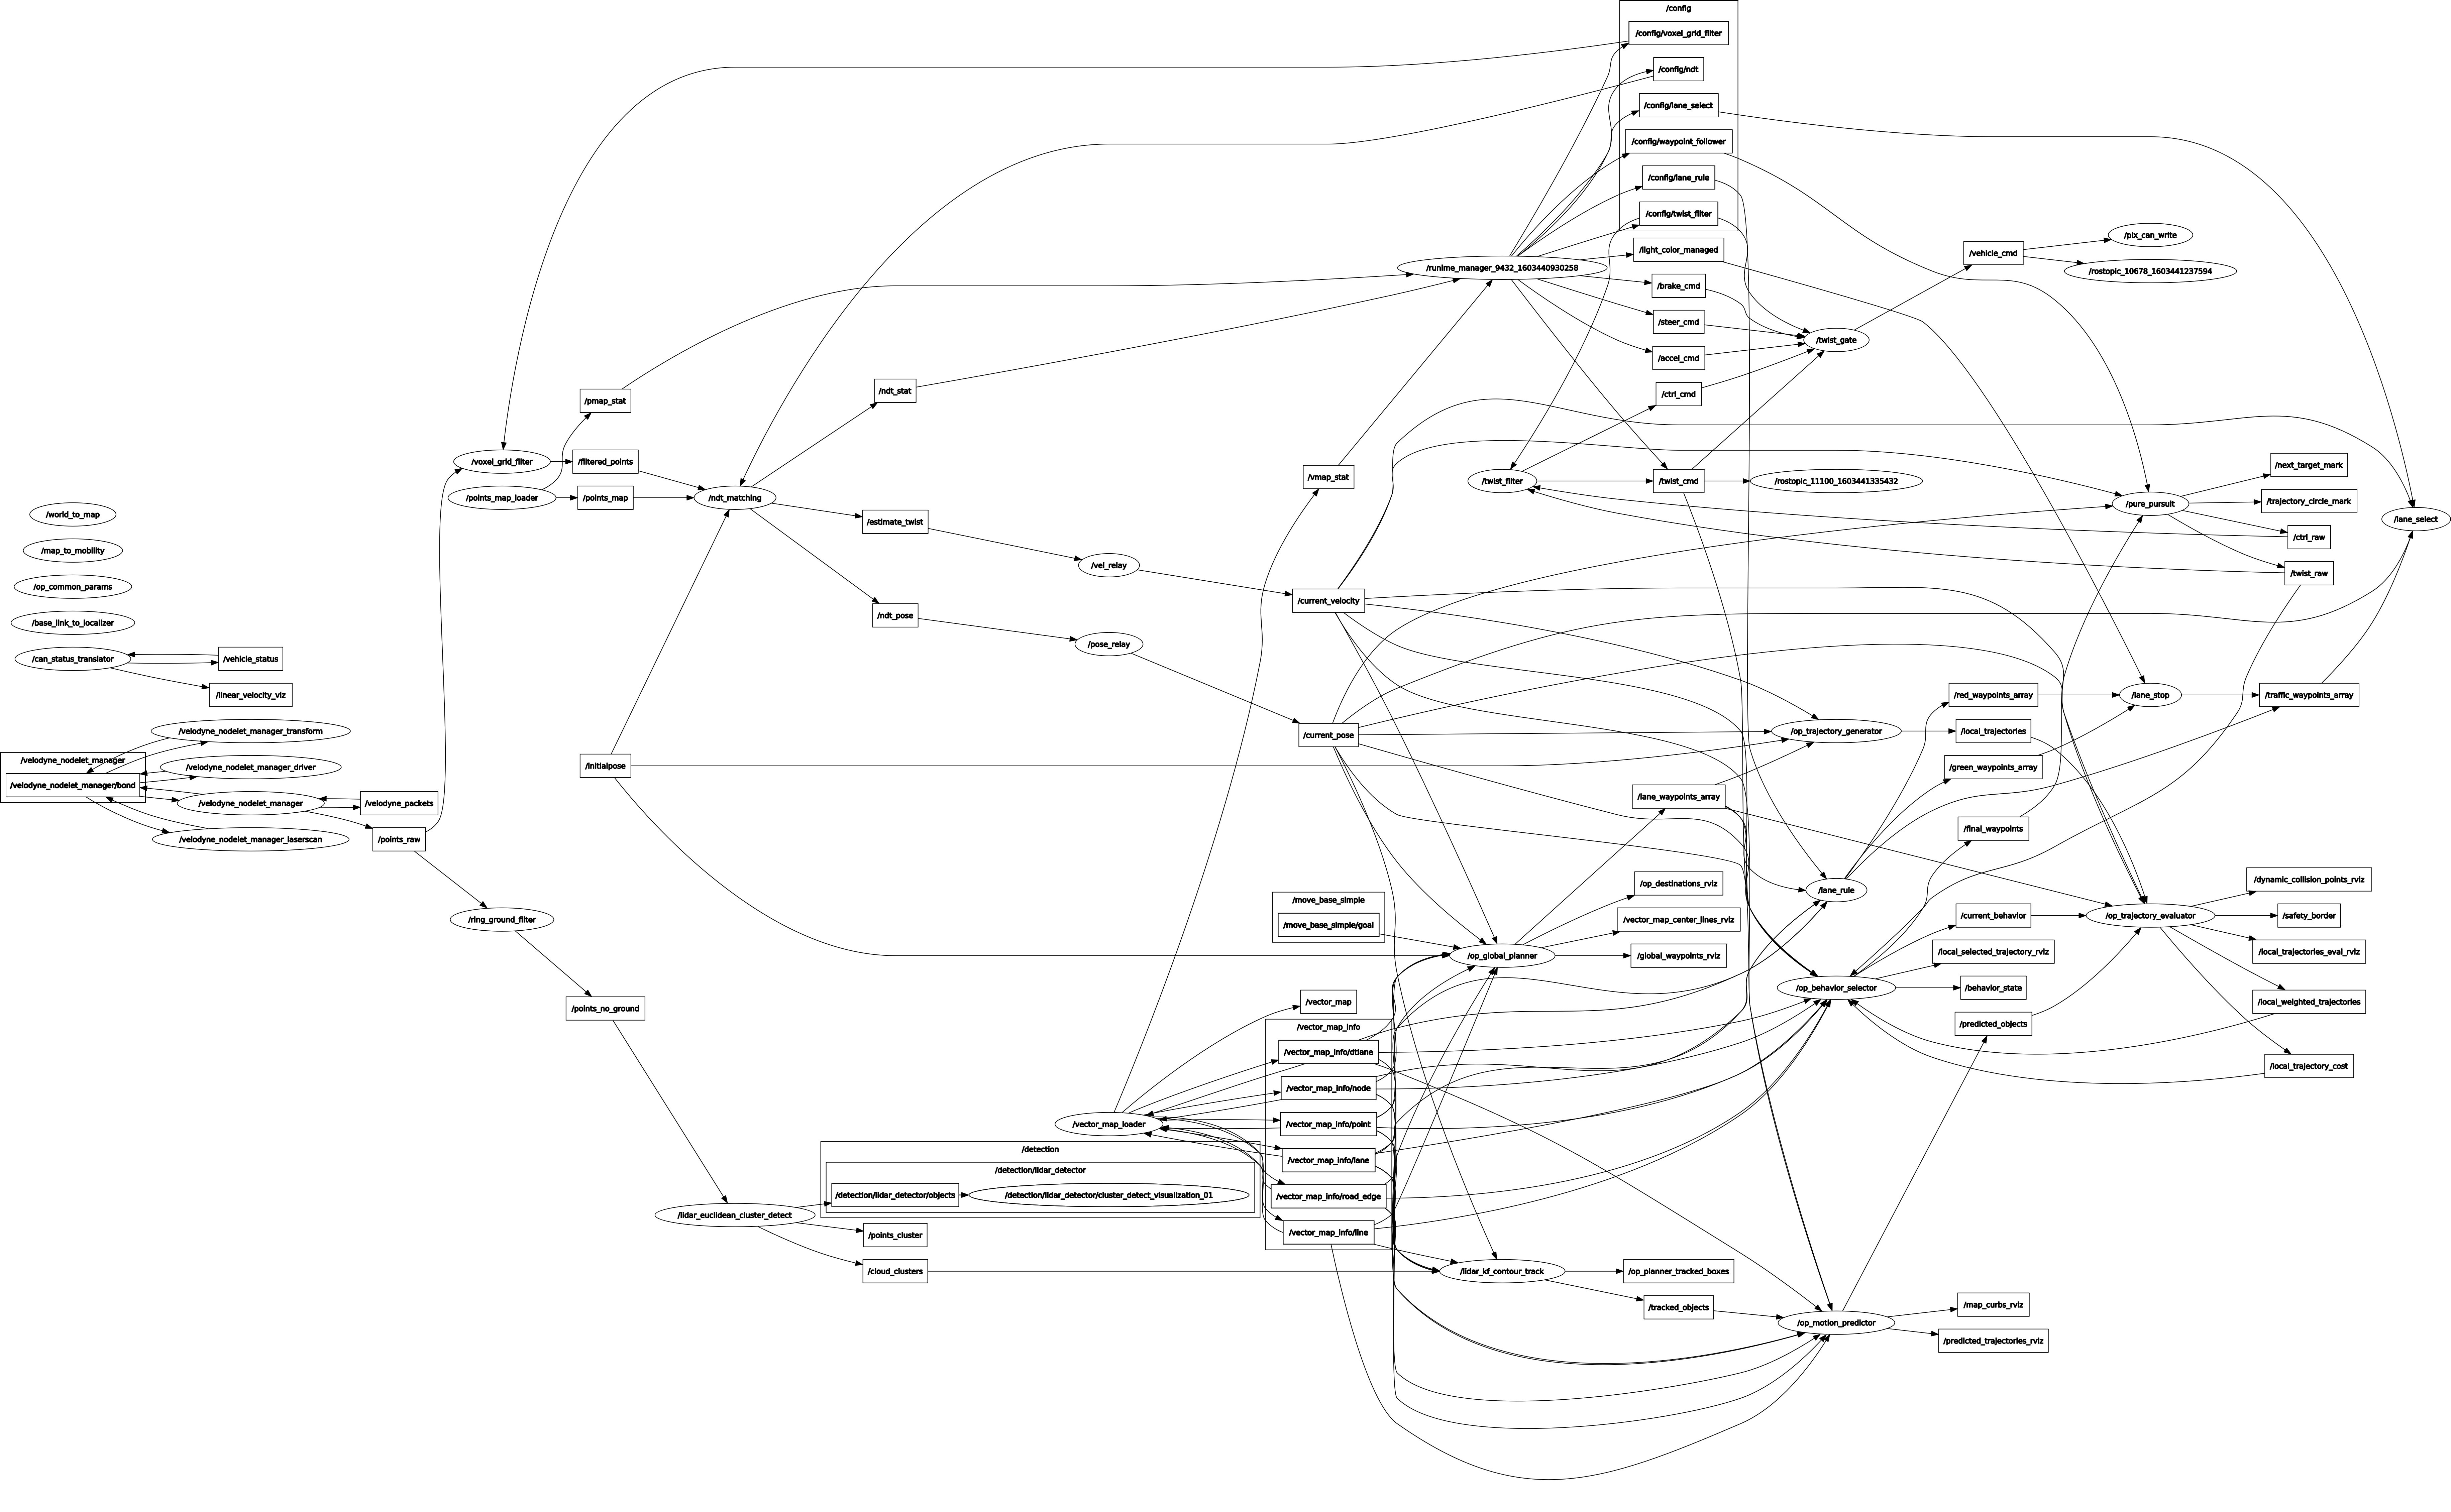 /config
/config/voxel_grid_filter
/config/ndt
/config/lane_select
/config/waypoint_follower
/config/lane_rule
/config/twist_filter
/light_color_managed
/runime_manager_9432_1603440930258
/brake_cmd
/steer_cmd
/accel_cmd
/ctrl_cmd
/twist_gate
/vehicle_cmd
/pix_can_write
/rostopic_10678_1603441237594
/pmap_stat
/ndt_stat
/voxel_grid_filter
/filtered_points
/points_map_loader
/points_map
/ndt_matching
/estimate_twist
/vmap_stat
/twist_filter
/twist_cmd
/rostopic_11100_1603441335432
/next_target_mark
/pure_pursuit
/trajectory_circle_mark
/ctrl_raw
/twist_raw
/lane_select
/world_to_map
/map_to_mobility
/op_common_params
/base_link_to_localizer
/can_status_translator
/vehicle_status
/linear_velocity_viz
/vel_relay
/current_velocity
/ndt_pose
/pose_relay
/current_pose
/initialpose
/velodyne_nodelet_manager_transform
/velodyne_nodelet_manager
/velodyne_nodelet_manager_driver
/velodyne_nodelet_manager/bond
/velodyne_nodelet_manager
/velodyne_packets
/velodyne_nodelet_manager_laserscan
/points_raw
/red_waypoints_array
/lane_stop
/traffic_waypoints_array
/op_trajectory_generator
/local_trajectories
/green_waypoints_array
/lane_waypoints_array
/final_waypoints
/ring_ground_filter
/move_base_simple
/move_base_simple/goal
/op_destinations_rviz
/vector_map_center_lines_rviz
/op_global_planner
/global_waypoints_rviz
/lane_rule
/current_behavior
/op_trajectory_evaluator
/dynamic_collision_points_rviz
/safety_border
/local_trajectories_eval_rviz
/local_selected_trajectory_rviz
/op_behavior_selector
/behavior_state
/local_weighted_trajectories
/predicted_objects
/local_trajectory_cost
/points_no_ground
/vector_map
/vector_map_info
/vector_map_info/dtlane
/vector_map_info/node
/vector_map_info/point
/vector_map_info/lane
/vector_map_info/road_edge
/vector_map_info/line
/vector_map_loader
/detection
/detection/lidar_detector
/detection/lidar_detector/objects
/detection/lidar_detector/cluster_detect_visualization_01
/lidar_euclidean_cluster_detect
/points_cluster
/cloud_clusters
/lidar_kf_contour_track
/op_planner_tracked_boxes
/tracked_objects
/op_motion_predictor
/map_curbs_rviz
/predicted_trajectories_rviz